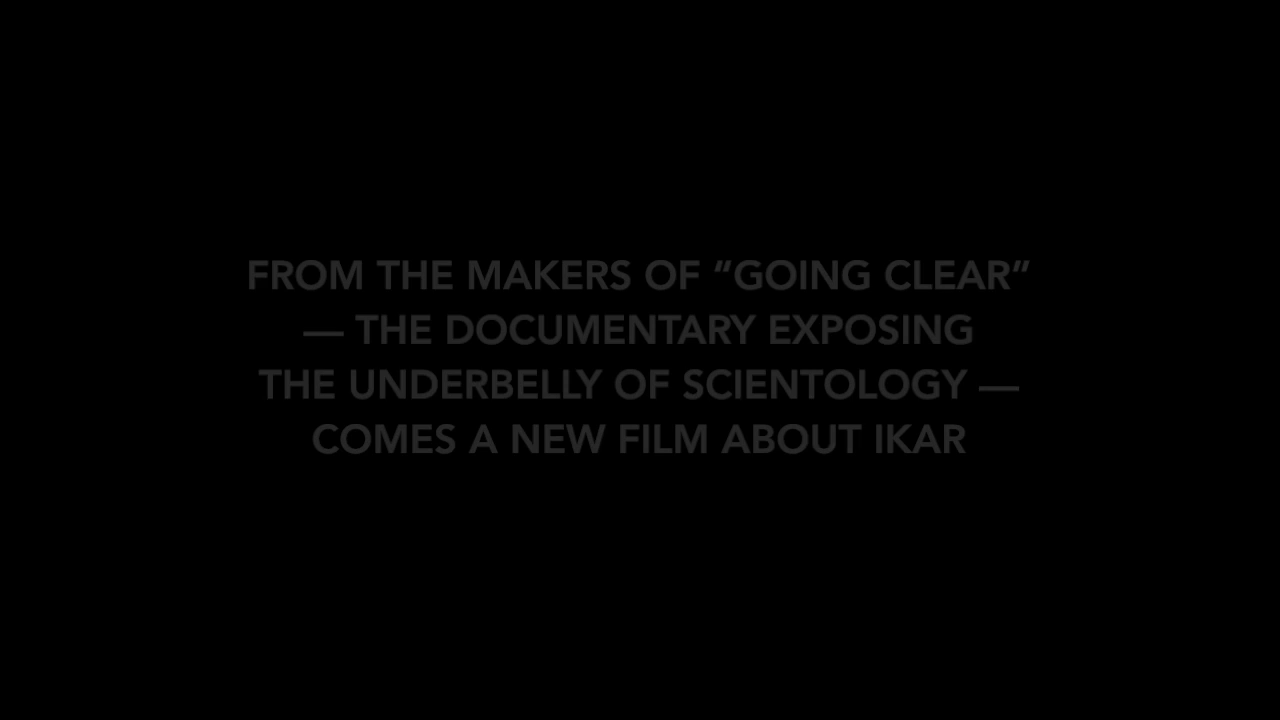 FROM THE MAKERS OF “GOING CLEAR”
— THE DOCUMENTARY EXPOSING
THE UNDERBELLY OF SCIENTOLOGY —
COMES A NEW FILM ABOUT IKAR